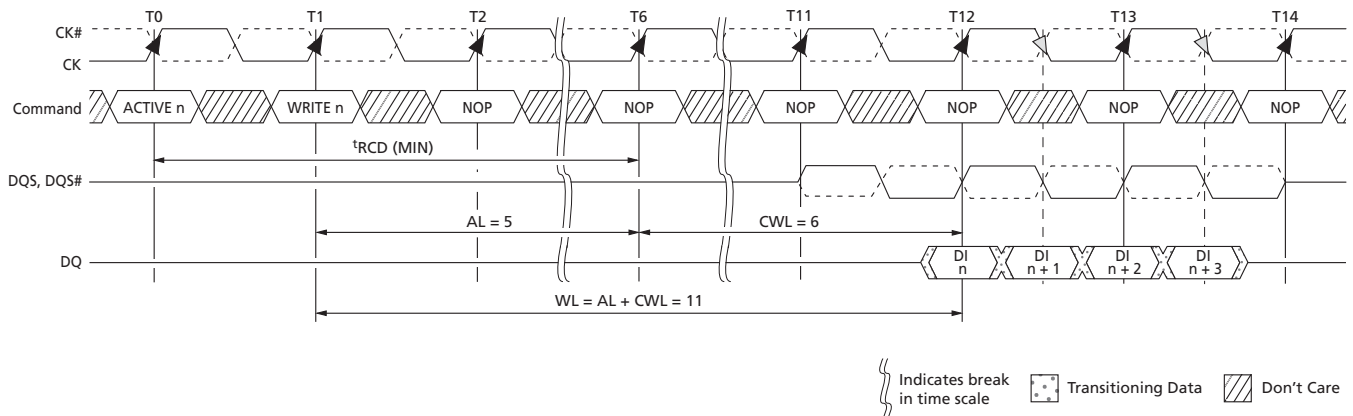 T0 T1 T2 T6 T11 T12 T13 T14
CK#
CK
Command ACTIVE n WRITE n NOP NOP NOP NOP NOP NOP
tRCD (MIN)
DQS, DQS#
AL = 5 CWL = 6
DQ DI n DI n + 1 DI n + 2 DI n + 3
WL = AL + CWL = 11
Indicates break in time scale
Transitioning Data
Don't Care